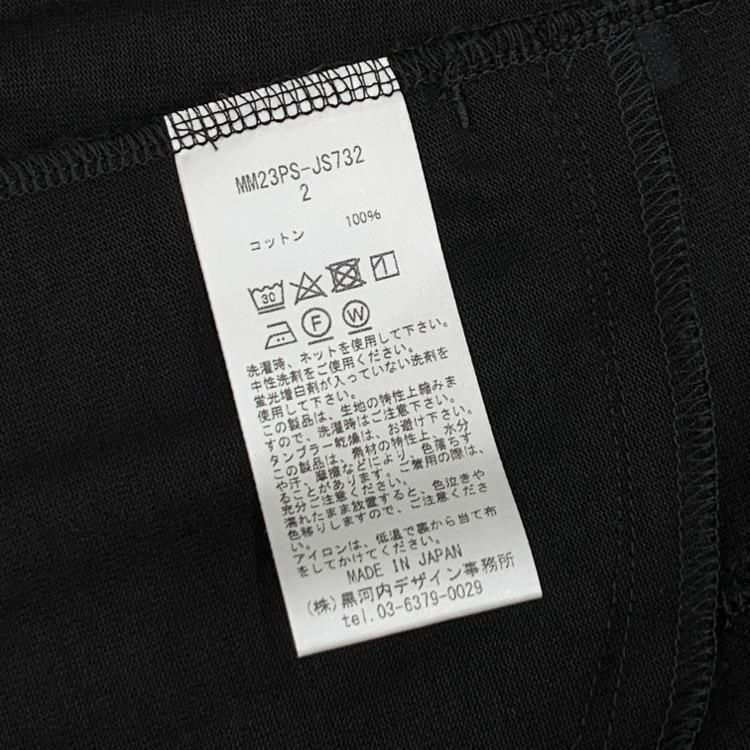 MM23PS-JS732
2
コットン 100%
30
F W
洗濯時、ネットを使用して下さい。
中性洗剤をご使用ください。
蛍光増白剤が入っていない洗剤を
使用して下さい。
この製品は、生地の特性上縮みま
すので、洗濯時はご注意下さい。
タンブラー乾燥は、お避け下さい。
この製品は、素材の特性上、水分
や汗、摩擦などにより、色落ちす
ることがあります。ご着用の際は、
充分ご注意ください。
濡れたまま放置すると、色泣きや
色移りしますので、ご注意くださ
い。
アイロンは、低温で裏から当て布
をしてかけてください。
MADE IN JAPAN
(株)黒河内デザイン事務所
tel.03-6379-0029